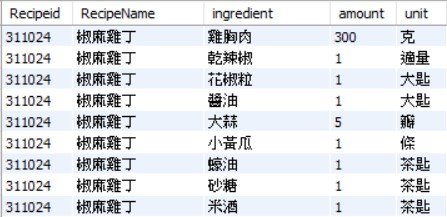 Recipeid RecipeName ingredient amount unit
311024 椒麻雞丁 雞胸肉 300 克
311024 椒麻雞丁 乾辣椒 1 適量
311024 椒麻雞丁 花椒粒 1 大匙
311024 椒麻雞丁 醬油 1 大匙
311024 椒麻雞丁 大蒜 5 瓣
311024 椒麻雞丁 小黃瓜 1 條
311024 椒麻雞丁 蠔油 1 茶匙
311024 椒麻雞丁 砂糖 1 茶匙
311024 椒麻雞丁 米酒 1 茶匙